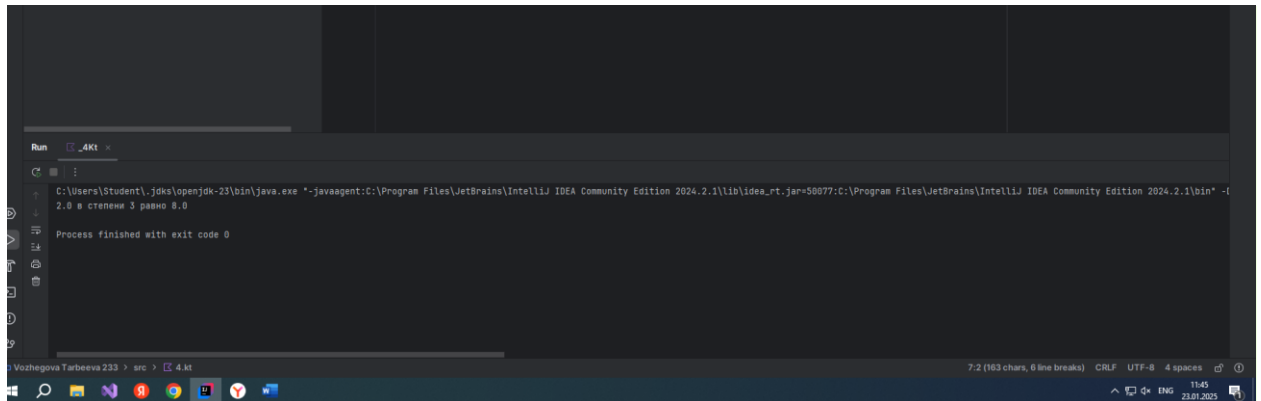 Run _4Kt ×
C:\Users\Student\.jdks\openjdk-23\bin\java.exe "-javaagent:C:\Program Files\JetBrains\IntelliJ IDEA Community Edition 2024.2.1\lib\idea_rt.jar=50077:C:\Program Files\JetBrains\IntelliJ IDEA Community Edition 2024.2.1\bin" -D
2.0 в степени 3 равно 8.0
Process finished with exit code 0
Vozhegova Tarbeeva 233 > src > 4.kt 7:2 (163 chars, 6 line breaks) CRLF UTF-8 4 spaces
ENG 11:45
23.01.2025